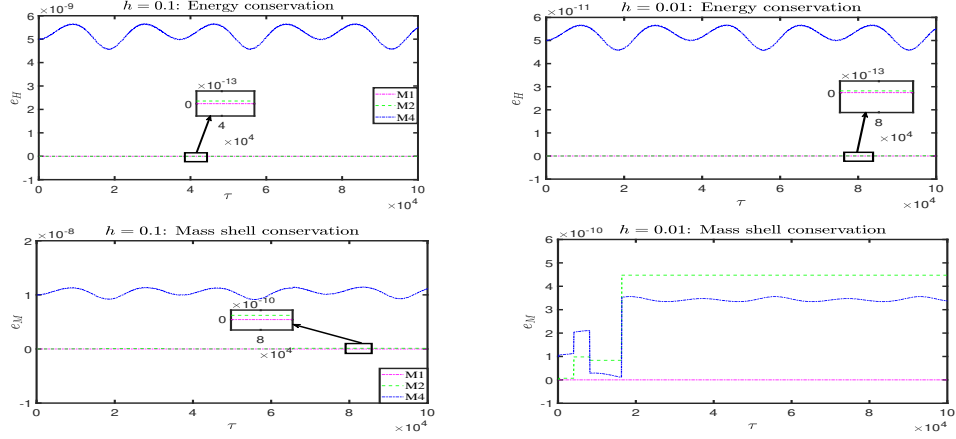 h = 0.1: Energy conservation
×10⁻⁹
6
5
4
3
2
1
0
-1
e_H
×10⁻¹³
0
4
×10⁴
M1
M2
M4
0 2 4 6 8 10
τ
×10⁴
h = 0.01: Energy conservation
×10⁻¹¹
6
5
4
3
2
1
0
-1
e_H
×10⁻¹³
0
8
×10⁴
0 2 4 6 8 10
τ
×10⁴
h = 0.1: Mass shell conservation
×10⁻⁸
2
1
0
-1
e_M
×10⁻¹⁰
0
8
×10⁴
M1
M2
M4
0 2 4 6 8 10
τ
×10⁴
h = 0.01: Mass shell conservation
×10⁻¹⁰
6
5
4
3
2
1
0
-1
e_M
0 2 4 6 8 10
τ
×10⁴